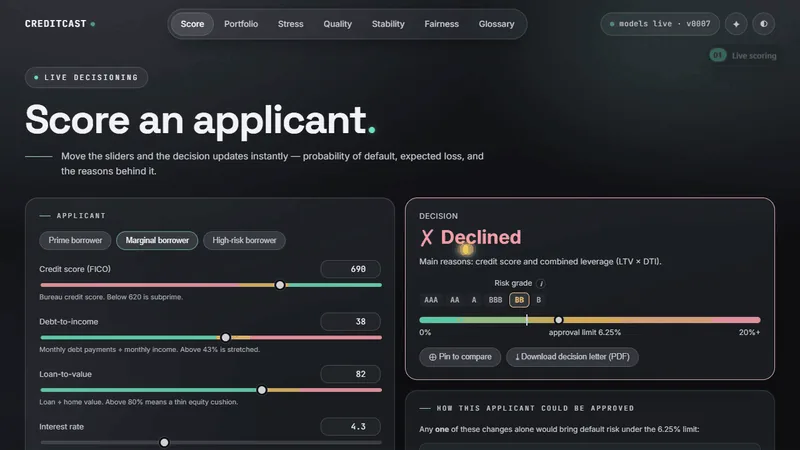 CREDITCAST
Score Portfolio Stress Quality Stability Fairness Glossary
models live · v0087
01 Live scoring
LIVE DECISIONING
Score an applicant.
Move the sliders and the decision updates instantly — probability of default, expected loss, and
the reasons behind it.
APPLICANT
Prime borrower Marginal borrower High-risk borrower
Credit score (FICO) 690
Bureau credit score. Below 620 is subprime.
Debt-to-income 38
Monthly debt payments ÷ monthly income. Above 43% is stretched.
Loan-to-value 82
Loan ÷ home value. Above 80% means a thin equity cushion.
Interest rate 4.3
DECISION
✗ Declined
Main reasons: credit score and combined leverage (LTV × DTI).
Risk grade i
AAA AA A BBB BB B
0% approval limit 6.25% 20%+
⊕ Pin to compare ↓ Download decision letter (PDF)
HOW THIS APPLICANT COULD BE APPROVED
Any one of these changes alone would bring default risk under the 6.25% limit: